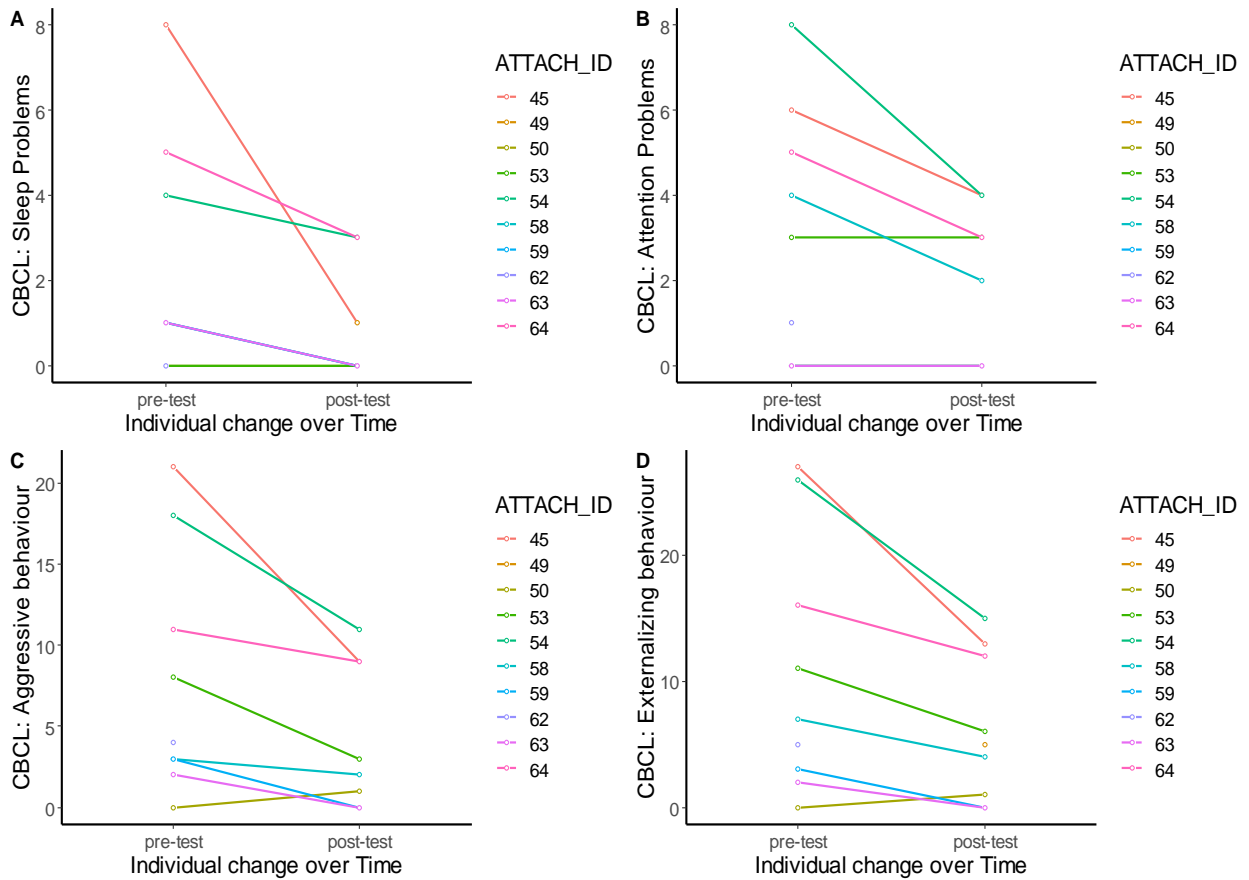 A
CBCL: Sleep Problems
8
6
4
2
0
pre-test
post-test
Individual change over Time
ATTACH_ID
45
49
50
53
54
58
59
62
63
64
B
CBCL: Attention Problems
8
6
4
2
0
pre-test
post-test
Individual change over Time
ATTACH_ID
45
49
50
53
54
58
59
62
63
64
C
CBCL: Aggressive behaviour
20
15
10
5
0
pre-test
post-test
Individual change over Time
ATTACH_ID
45
49
50
53
54
58
59
62
63
64
D
CBCL: Externalizing behaviour
20
10
0
pre-test
post-test
Individual change over Time
ATTACH_ID
45
49
50
53
54
58
59
62
63
64